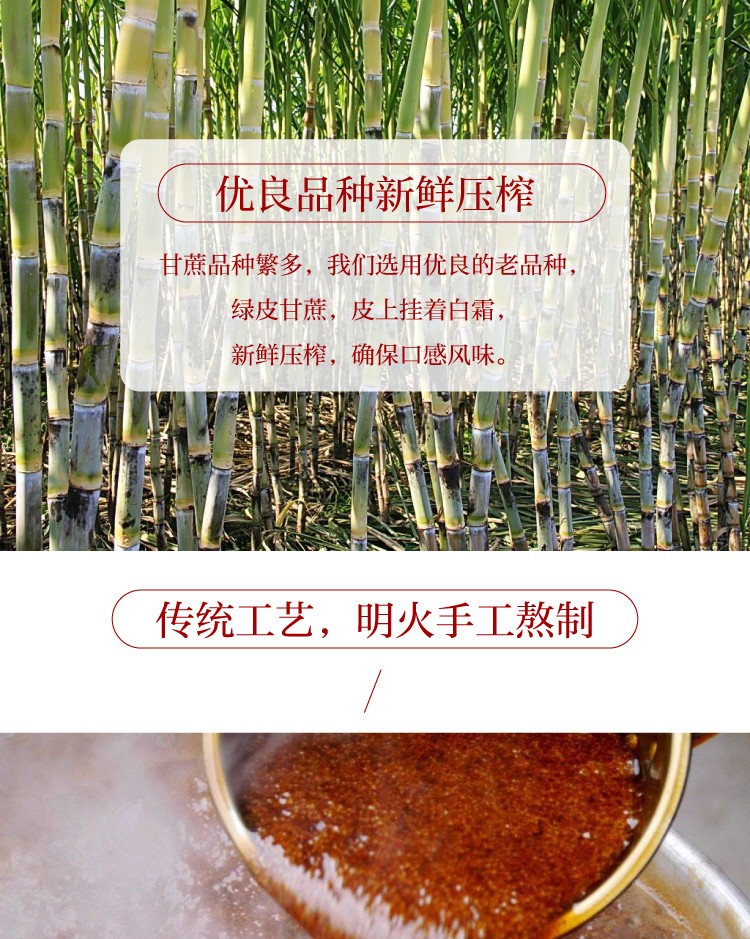 优良品种新鲜压榨
甘蔗品种繁多，我们选用优良的老品种，
绿皮甘蔗，皮上挂着白霜，
新鲜压榨，确保口感风味。
传统工艺，明火手工熬制